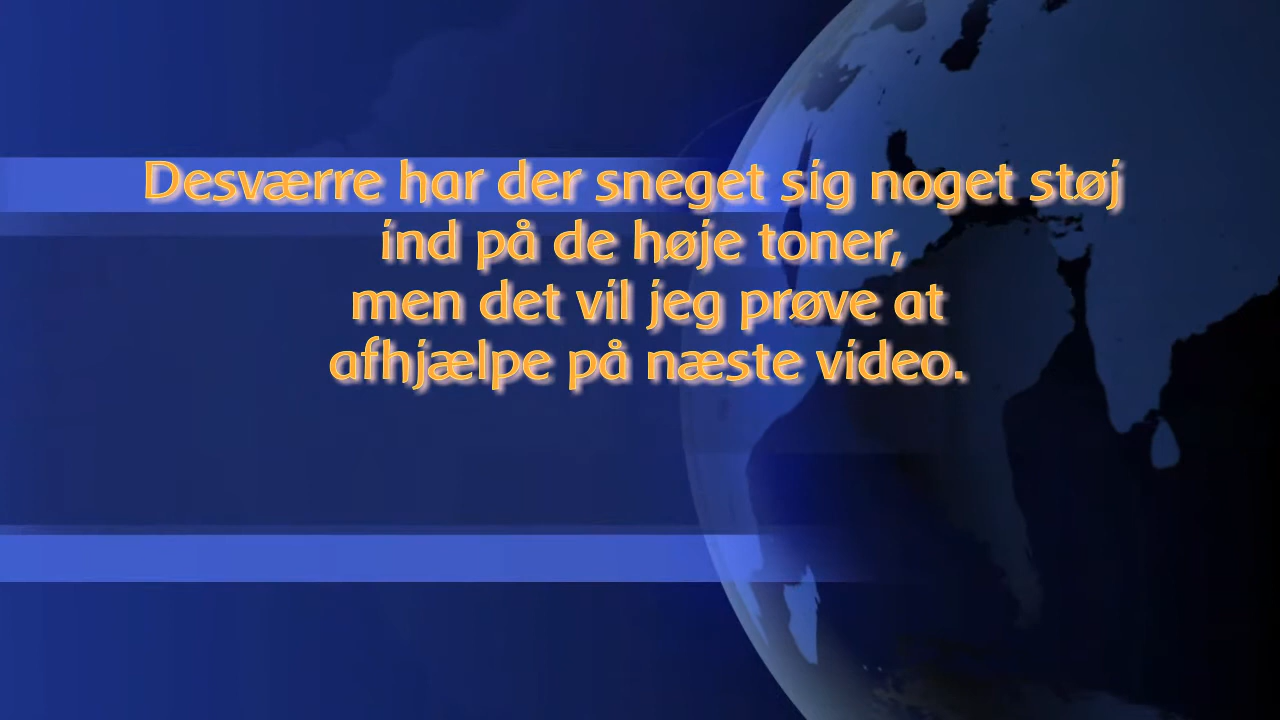 Desværre har der sneget sig noget støj
ind på de høje toner,
men det vil jeg prøve at
afhjælpe på næste video.